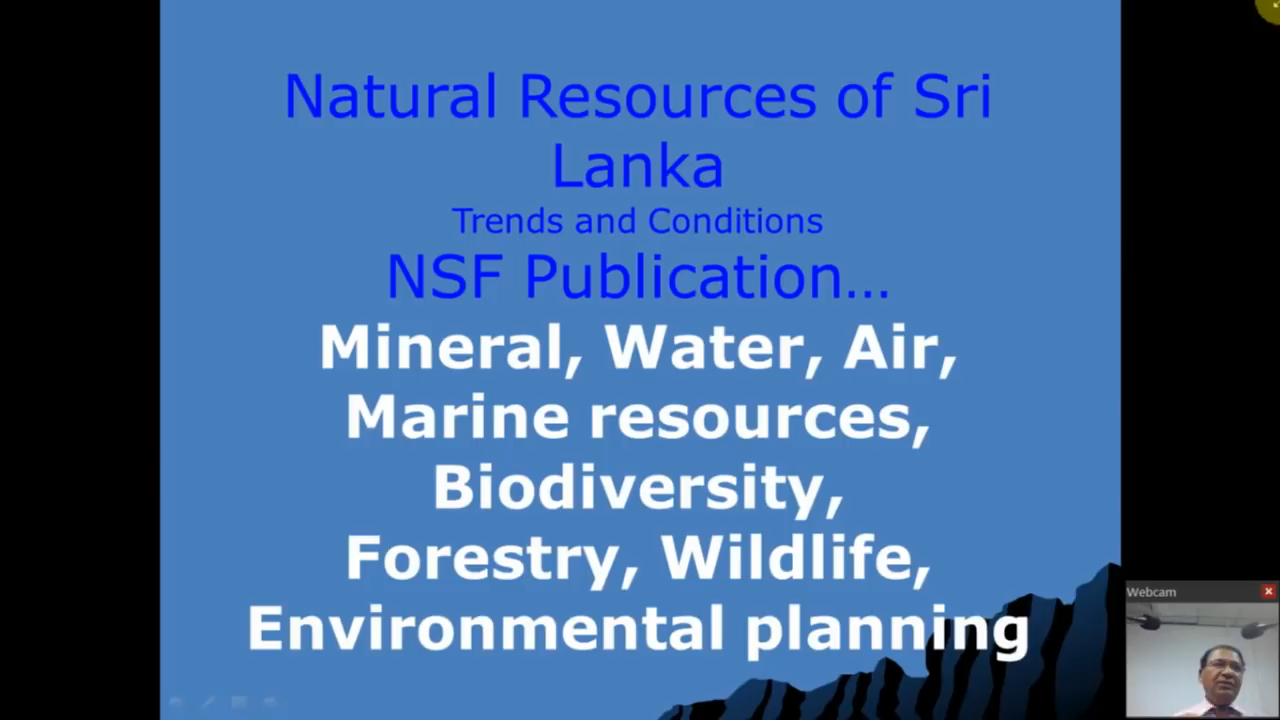 Natural Resources of Sri
Lanka
Trends and Conditions
NSF Publication...
Mineral, Water, Air,
Marine resources,
Biodiversity,
Forestry, Wildlife,
Environmental planning
Webcam